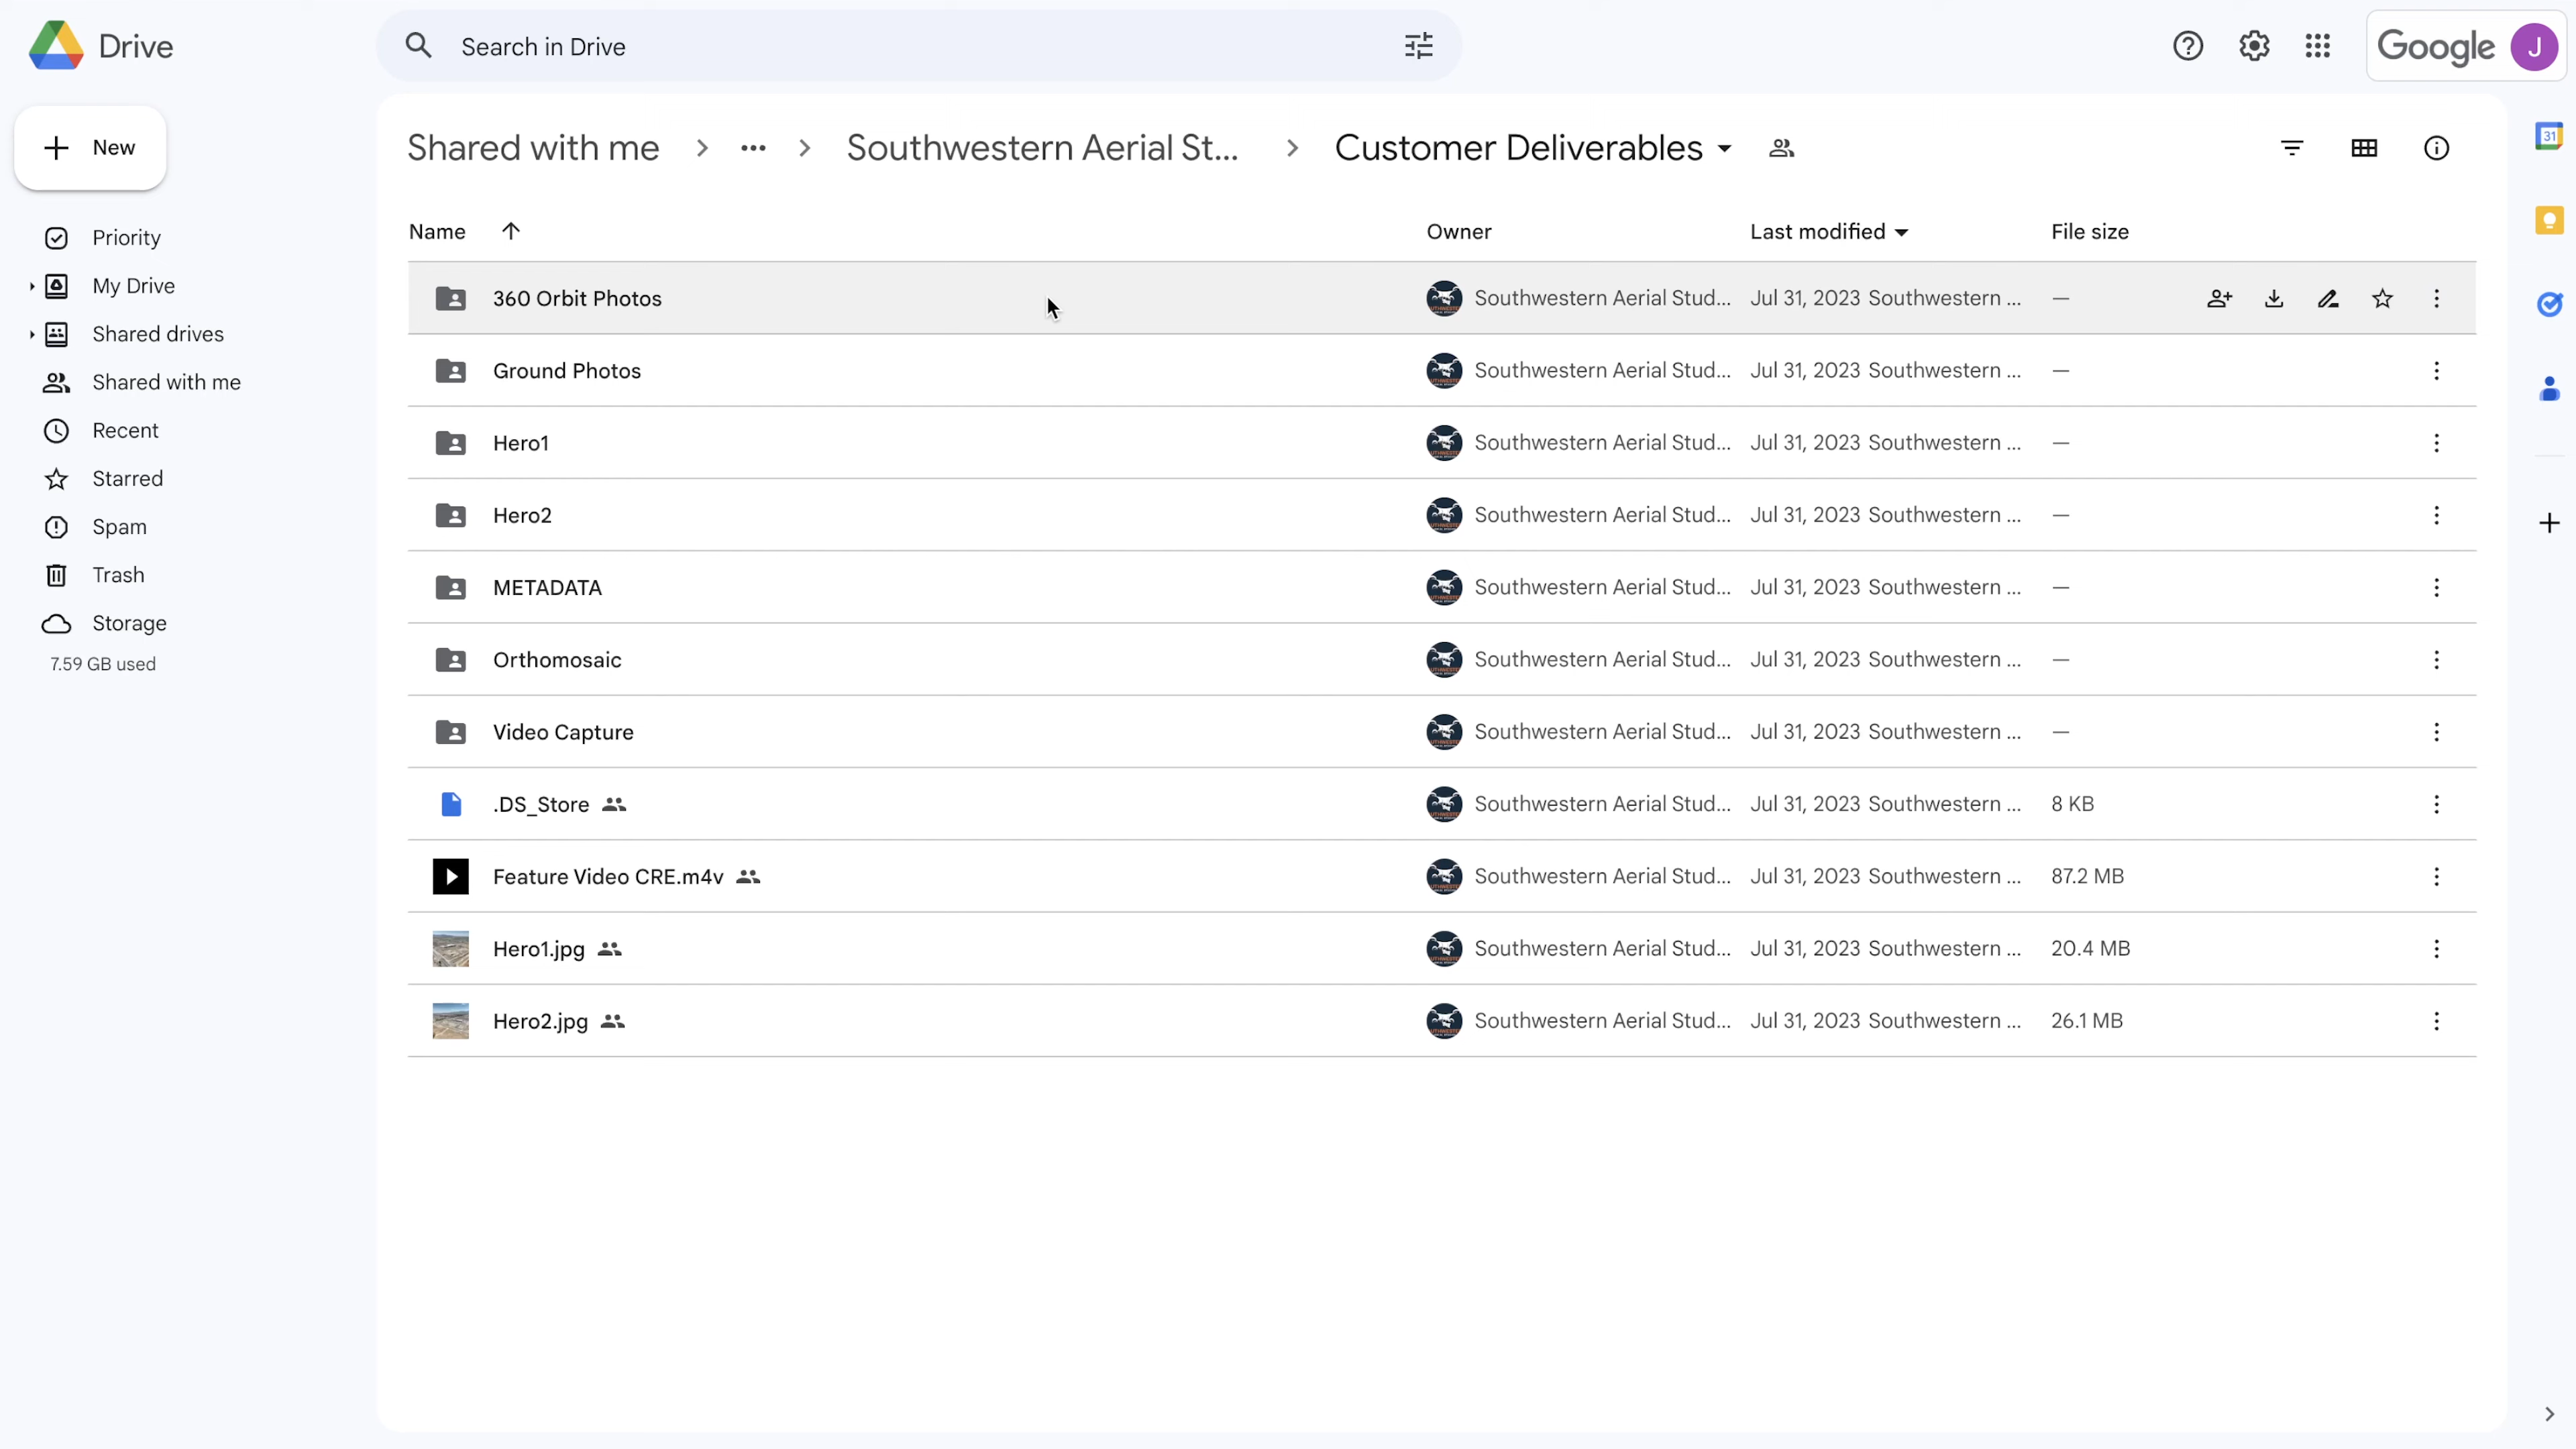 Drive
Search in Drive
Google J
New
Shared with me ... Southwestern Aerial St... Customer Deliverables
31
Name Owner Last modified File size
Priority
My Drive
Shared drives
Shared with me
Recent
Starred
Spam
Trash
Storage
7.59 GB used
360 Orbit Photos Southwestern Aerial Stud... Jul 31, 2023 Southwestern ... —
Ground Photos Southwestern Aerial Stud... Jul 31, 2023 Southwestern ... —
Hero1 Southwestern Aerial Stud... Jul 31, 2023 Southwestern ... —
Hero2 Southwestern Aerial Stud... Jul 31, 2023 Southwestern ... —
METADATA Southwestern Aerial Stud... Jul 31, 2023 Southwestern ... —
Orthomosaic Southwestern Aerial Stud... Jul 31, 2023 Southwestern ... —
Video Capture Southwestern Aerial Stud... Jul 31, 2023 Southwestern ... —
.DS_Store Southwestern Aerial Stud... Jul 31, 2023 Southwestern ... 8 KB
Feature Video CRE.m4v Southwestern Aerial Stud... Jul 31, 2023 Southwestern ... 87.2 MB
Hero1.jpg Southwestern Aerial Stud... Jul 31, 2023 Southwestern ... 20.4 MB
Hero2.jpg Southwestern Aerial Stud... Jul 31, 2023 Southwestern ... 26.1 MB